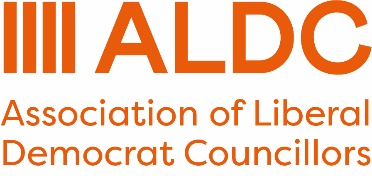 ALDC
Association of Liberal
Democrat Councillors